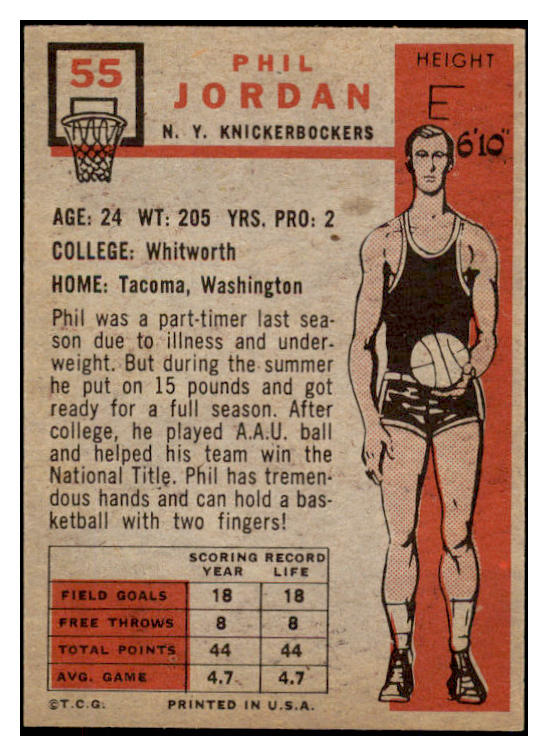 55
PHIL
JORDAN
N. Y. KNICKERBOCKERS
HEIGHT
E
6'10"
AGE: 24 WT: 205 YRS. PRO: 2
COLLEGE: Whitworth
HOME: Tacoma, Washington
Phil was a part-timer last sea-
son due to illness and under-
weight. But during the summer
he put on 15 pounds and got
ready for a full season. After
college, he played A.A.U. ball
and helped his team win the
National Title. Phil has tremen-
dous hands and can hold a bas-
ketball with two fingers!
SCORING RECORD
YEAR LIFE
FIELD GOALS 18 18
FREE THROWS 8 8
TOTAL POINTS 44 44
AVG. GAME 4.7 4.7
©T.C.G. PRINTED IN U.S.A.